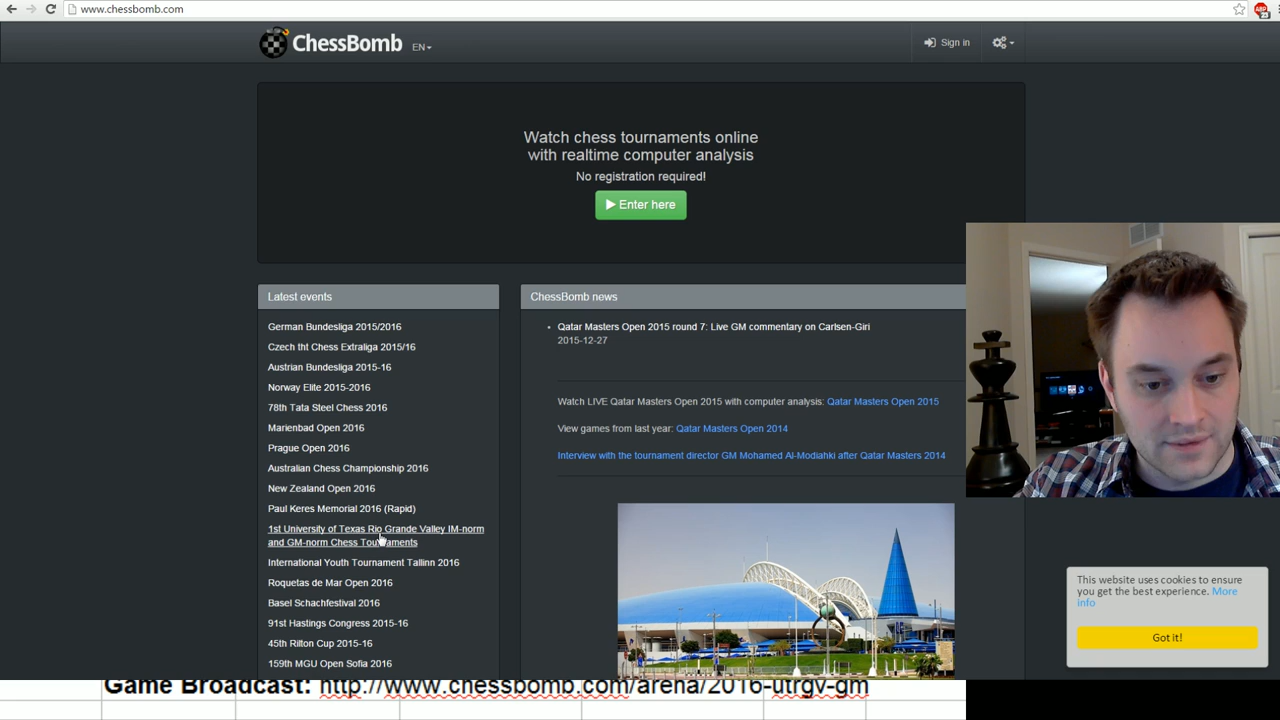 www.chessbomb.com
ABP
23
ChessBomb
EN
Sign in
Watch chess tournaments online
with realtime computer analysis
No registration required!
Enter here
Latest events
German Bundesliga 2015/2016
Czech tht Chess Extraliga 2015/16
Austrian Bundesliga 2015-16
Norway Elite 2015-2016
78th Tata Steel Chess 2016
Marienbad Open 2016
Prague Open 2016
Australian Chess Championship 2016
New Zealand Open 2016
Paul Keres Memorial 2016 (Rapid)
1st University of Texas Rio Grande Valley IM-norm
and GM-norm Chess Tournaments
International Youth Tournament Tallinn 2016
Roquetas de Mar Open 2016
Basel Schachfestival 2016
91st Hastings Congress 2015-16
45th Rilton Cup 2015-16
159th MGU Open Sofia 2016
ChessBomb news
Qatar Masters Open 2015 round 7: Live GM commentary on Carlsen-Giri
2015-12-27
Watch LIVE Qatar Masters Open 2015 with computer analysis: Qatar Masters Open 2015
View games from last year: Qatar Masters Open 2014
Interview with the tournament director GM Mohamed Al-Modiahki after Qatar Masters 2014
This website uses cookies to ensure
you get the best experience. More
info
Got it!
Game Broadcast: http://www.chessbomb.com/arena/2016-utrgv-gm